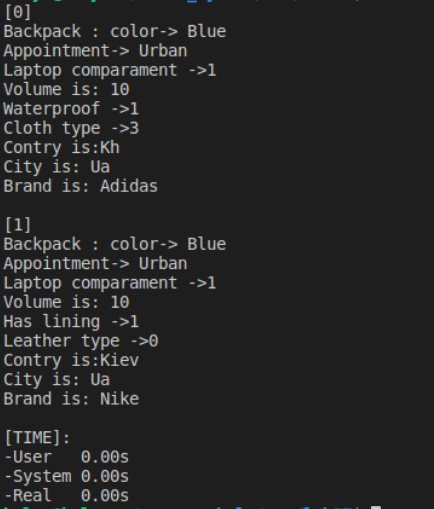 [0]
Backpack : color-> Blue
Appointment-> Urban
Laptop comparament ->1
Volume is: 10
Waterproof ->1
Cloth type ->3
Contry is:Kh
City is: Ua
Brand is: Adidas
[1]
Backpack : color-> Blue
Appointment-> Urban
Laptop comparament ->1
Volume is: 10
Has lining ->1
Leather type ->0
Contry is:Kiev
City is: Ua
Brand is: Nike
[TIME]:
-User 0.00s
-System 0.00s
-Real 0.00s